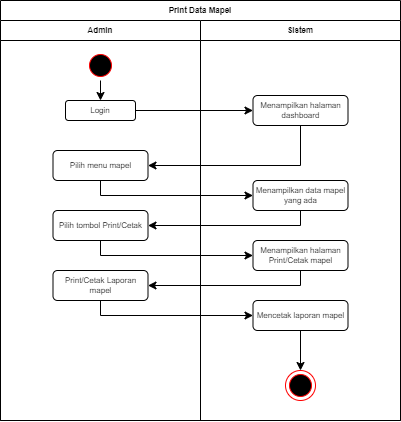 Print Data Mapel
Admin
Sistem
Login
Menampilkan halaman
dashboard
Pilih menu mapel
Menampilkan data mapel
yang ada
Pilih tombol Print/Cetak
Menampilkan halaman
Print/Cetak mapel
Print/Cetak Laporan
mapel
Mencetak laporan mapel